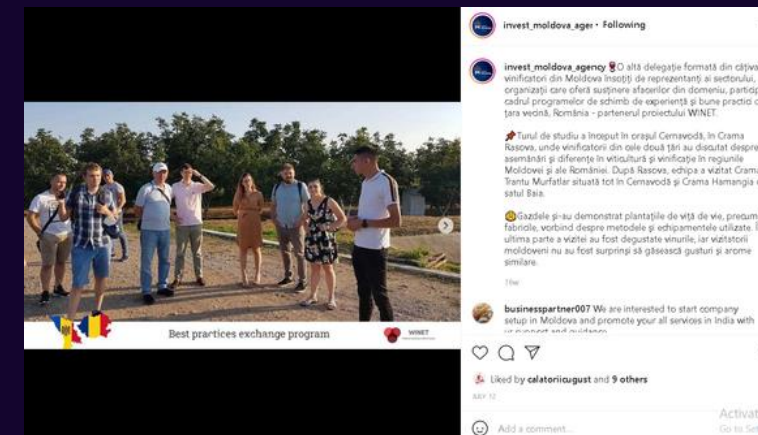 invest_moldova_agen • Following
invest_moldova_agency 🍷O altă delegație formată din câțiva
vinificatori din Moldova însoțiți de reprezentanți ai sectorului,
organizații care oferă susținere afacerilor din domeniu, particip
cadrul programelor de schimb de experiență și bune practici
țara vecină, România - partenerul proiectului WINET.
📌Turul de studiu a început în orașul Cernavodă, în Crama
Rasova, unde vinificatorii din cele două țări au discutat despre
asemănări și diferențe în viticultură și vinificație în regiunile
Moldovei și ale României. După Rasova, echipa a vizitat Crama
Trantu Murfatlar situată tot în Cernavodă și Crama Hamangia
satul Baia.
Gazdele și-au demonstrat plantațiile de viță de vie, precum
fabricile, vorbind despre metodele și echipamentele utilizate.
ultima parte a vizitei au fost degustate vinurile, iar vizitatorii
moldoveni nu au fost surprinși să găsească gusturi și arome
similare.
16w
businesspartner007 We are interested to start company
setup in Moldova and promote your all services in India with
ur support and guidance
Best practices exchange program
WINET
Liked by calatoriicugust and 9 others
JULY 12
Add a comment...
Activat
Go to Set